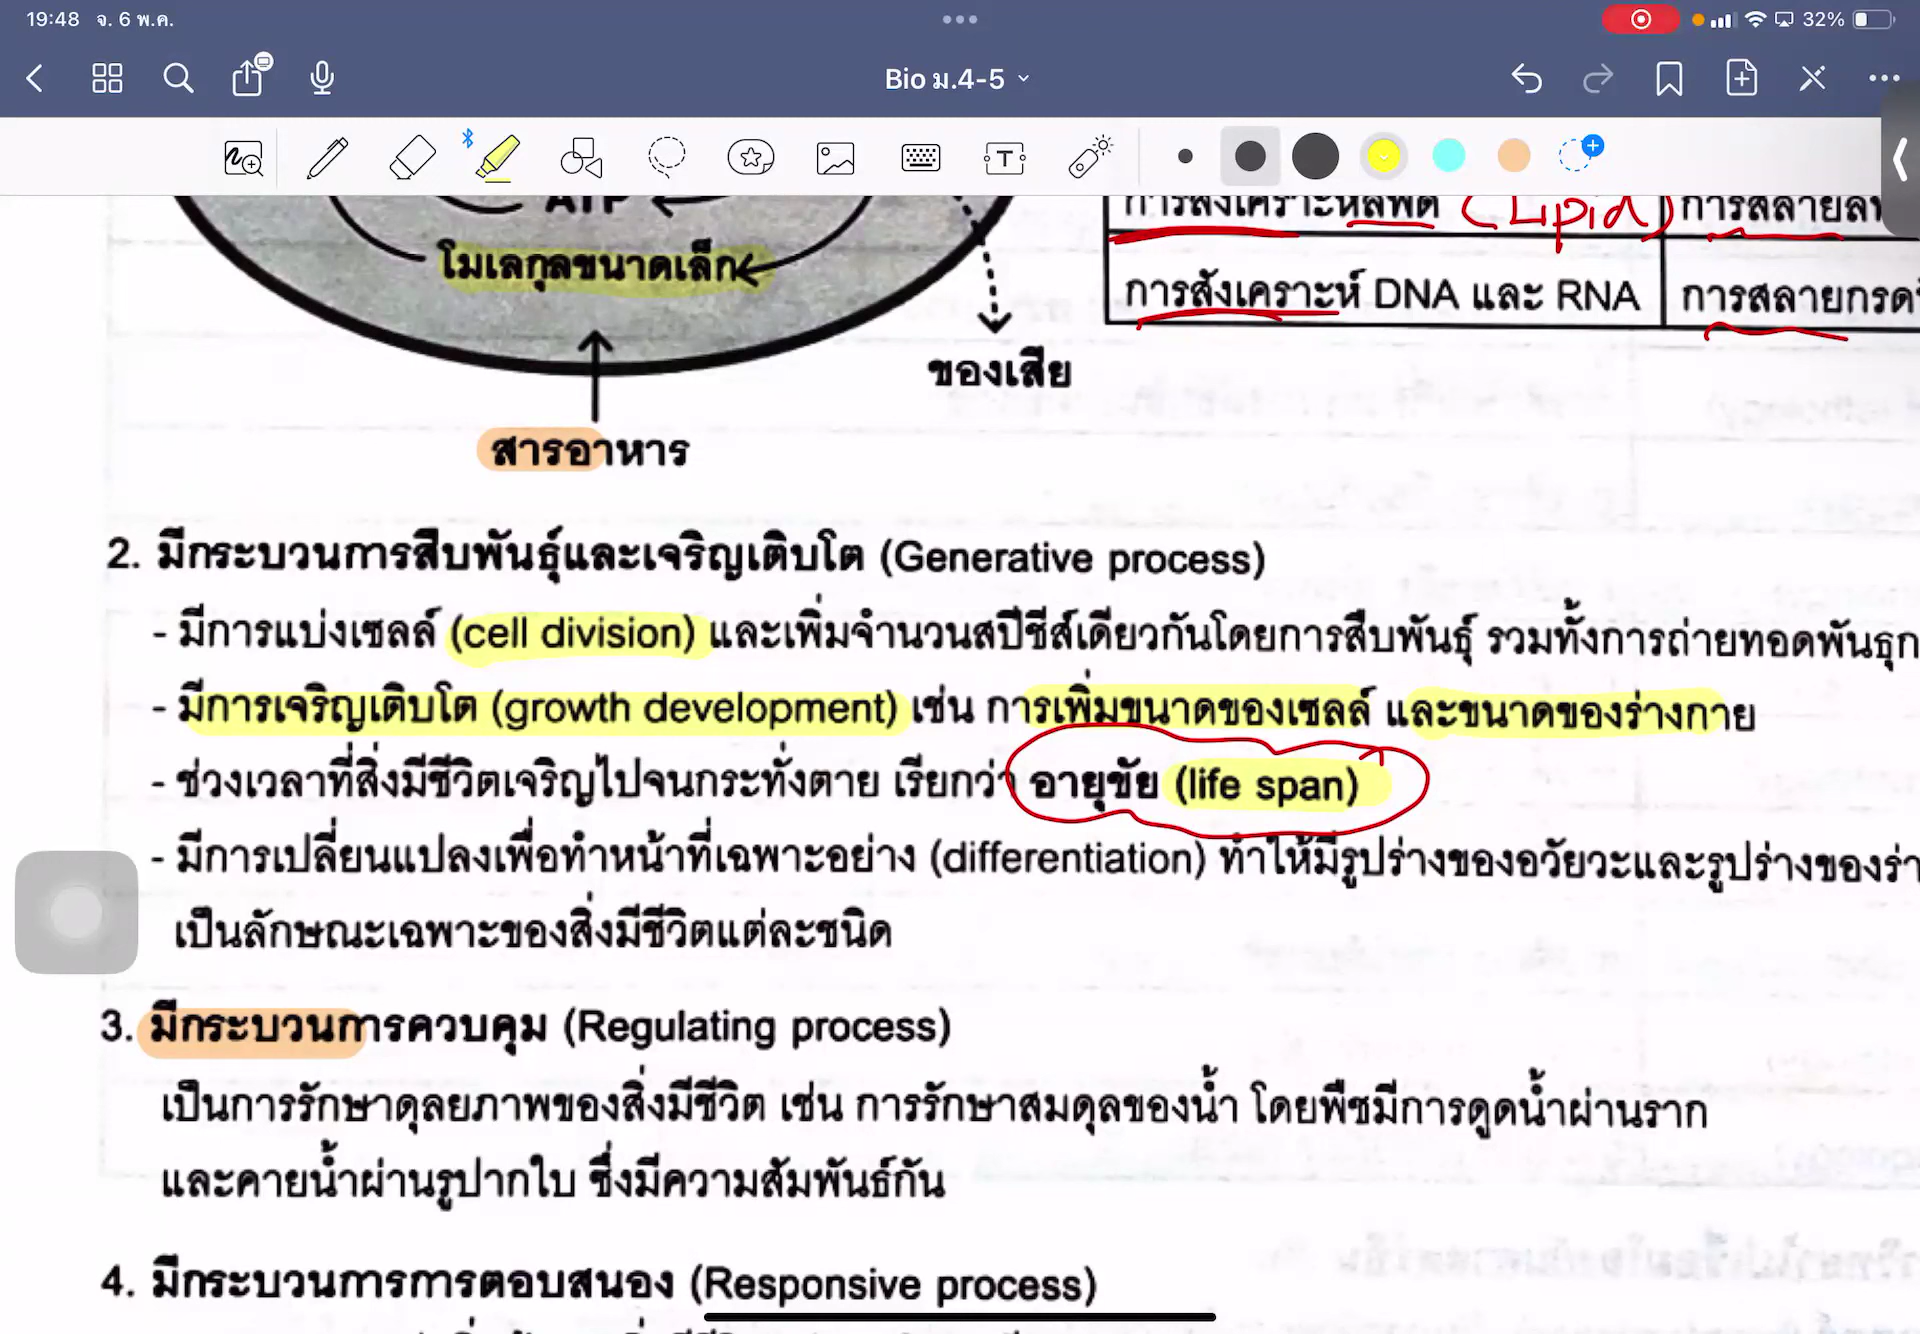 19:48 จ. 6 พ.ค.
32%
Bio ม.4-5
ATP
โมเลกุลขนาดเล็ก
การสังเคราะห์ลิพิด (Lipid)
การสังเคราะห์ DNA และ RNA
การสลายกรด
ของเสีย
สารอาหาร
2. มีกระบวนการสืบพันธุ์และเจริญเติบโต (Generative process)
- มีการแบ่งเซลล์ (cell division) และเพิ่มจำนวนสปีชีส์เดียวกันโดยการสืบพันธุ์ รวมทั้งการถ่ายทอดพันธุก
- มีการเจริญเติบโต (growth development) เช่น การเพิ่มขนาดของเซลล์ และขนาดของร่างกาย
- ช่วงเวลาที่สิ่งมีชีวิตเจริญไปจนกระทั่งตาย เรียกว่า อายุขัย (life span)
- มีการเปลี่ยนแปลงเพื่อทำหน้าที่เฉพาะอย่าง (differentiation) ทำให้มีรูปร่างของอวัยวะและรูปร่างของร่า
เป็นลักษณะเฉพาะของสิ่งมีชีวิตแต่ละชนิด
3. มีกระบวนการควบคุม (Regulating process)
เป็นการรักษาดุลยภาพของสิ่งมีชีวิต เช่น การรักษาสมดุลของน้ำ โดยพืชมีการดูดน้ำผ่านราก
และคายน้ำผ่านรูปากใบ ซึ่งมีความสัมพันธ์กัน
4. มีกระบวนการการตอบสนอง (Responsive process)